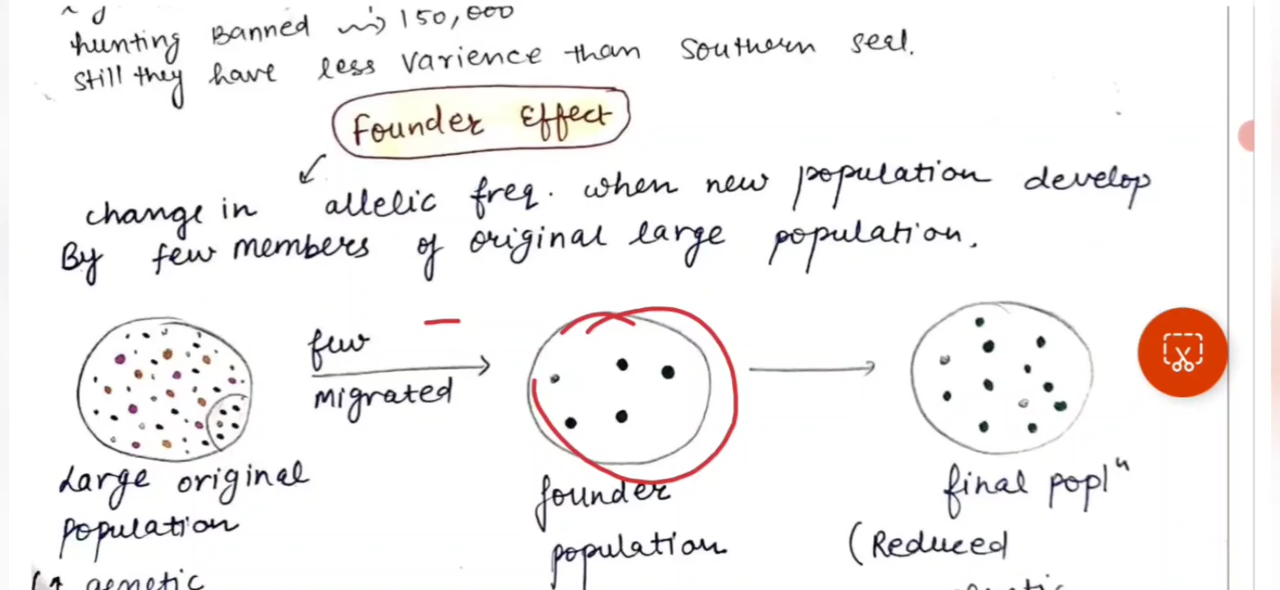 hunting Banned ⇝ 150,000
still they have less varience than southern seal.
Founder Effect
change in allelic freq. when new population develop
By few members of original large population.
few
migrated
Large original
population
founder
population
final poplⁿ
(Reduced
(↑ genetic